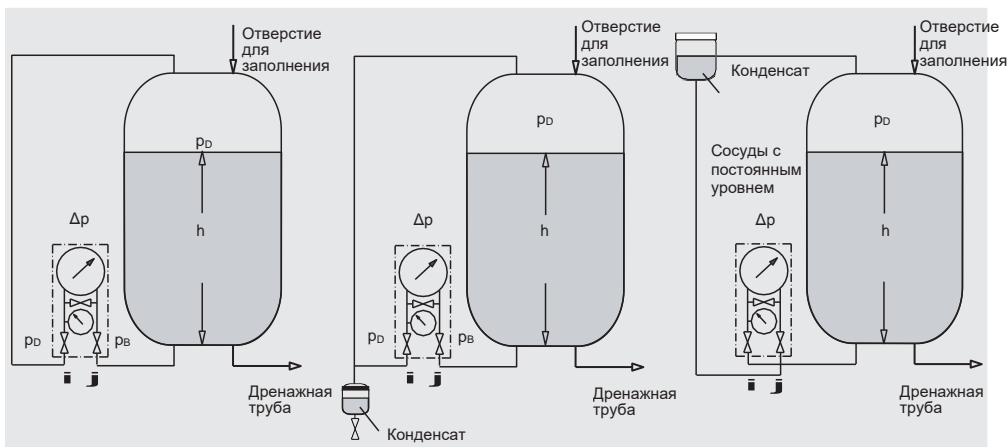 Отверстие
для
заполнения
pD
Δp
h
pD
pB
i
j
Дренажная
труба
Отверстие
для
заполнения
pD
Δp
h
pD
pB
i
j
Дренажная
труба
Конденсат
Отверстие
для
заполнения
Конденсат
pD
Сосуды с
постоянным
уровнем
Δp
h
i
j
Дренажная
труба